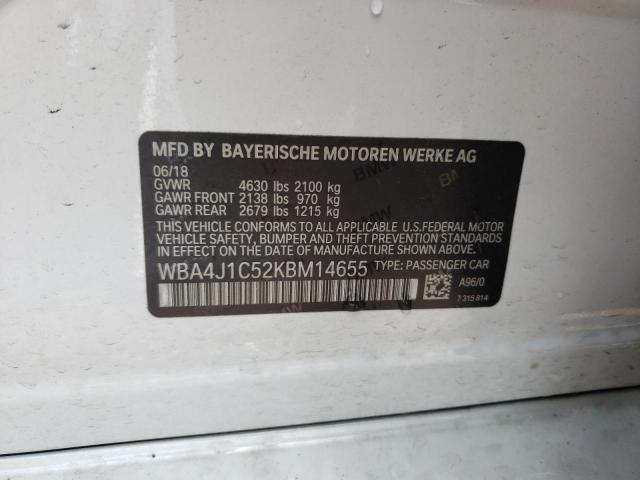 MFD BY BAYERISCHE MOTOREN WERKE AG
06/18
GVWR 4630 lbs 2100 kg
GAWR FRONT 2138 lbs 970 kg
GAWR REAR 2679 lbs 1215 kg
THIS VEHICLE CONFORMS TO ALL APPLICABLE U.S.FEDERAL MOTOR
VEHICLE SAFETY, BUMPER, AND THEFT PREVENTION STANDARDS
IN EFFECT ON THE DATE OF MANUFACTURE SHOWN ABOVE.
WBA4J1C52KBM14655 TYPE: PASSENGER CAR
A96/0
7 315 814
BMW
BMW
BMW